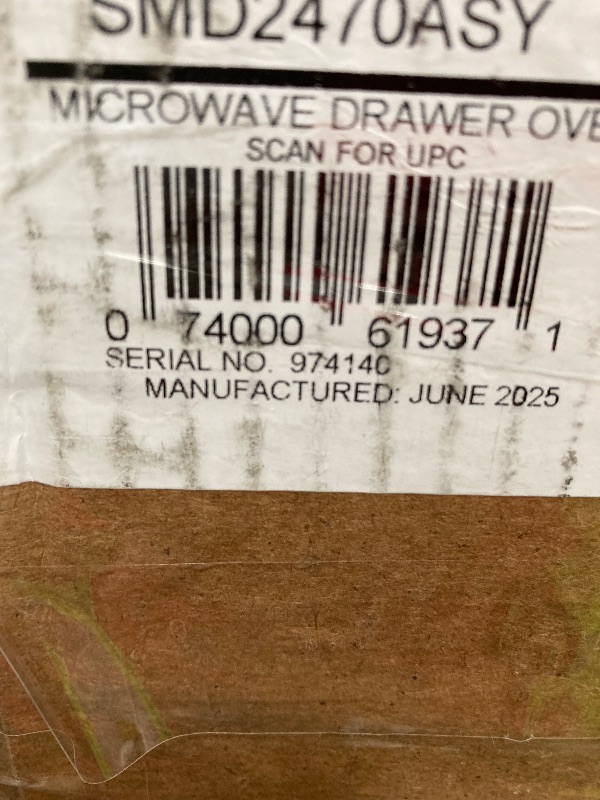 SMD2470ASY
MICROWAVE DRAWER OVE
SCAN FOR UPC
0 74000 61937 1
SERIAL NO. 974140
MANUFACTURED: JUNE 2025